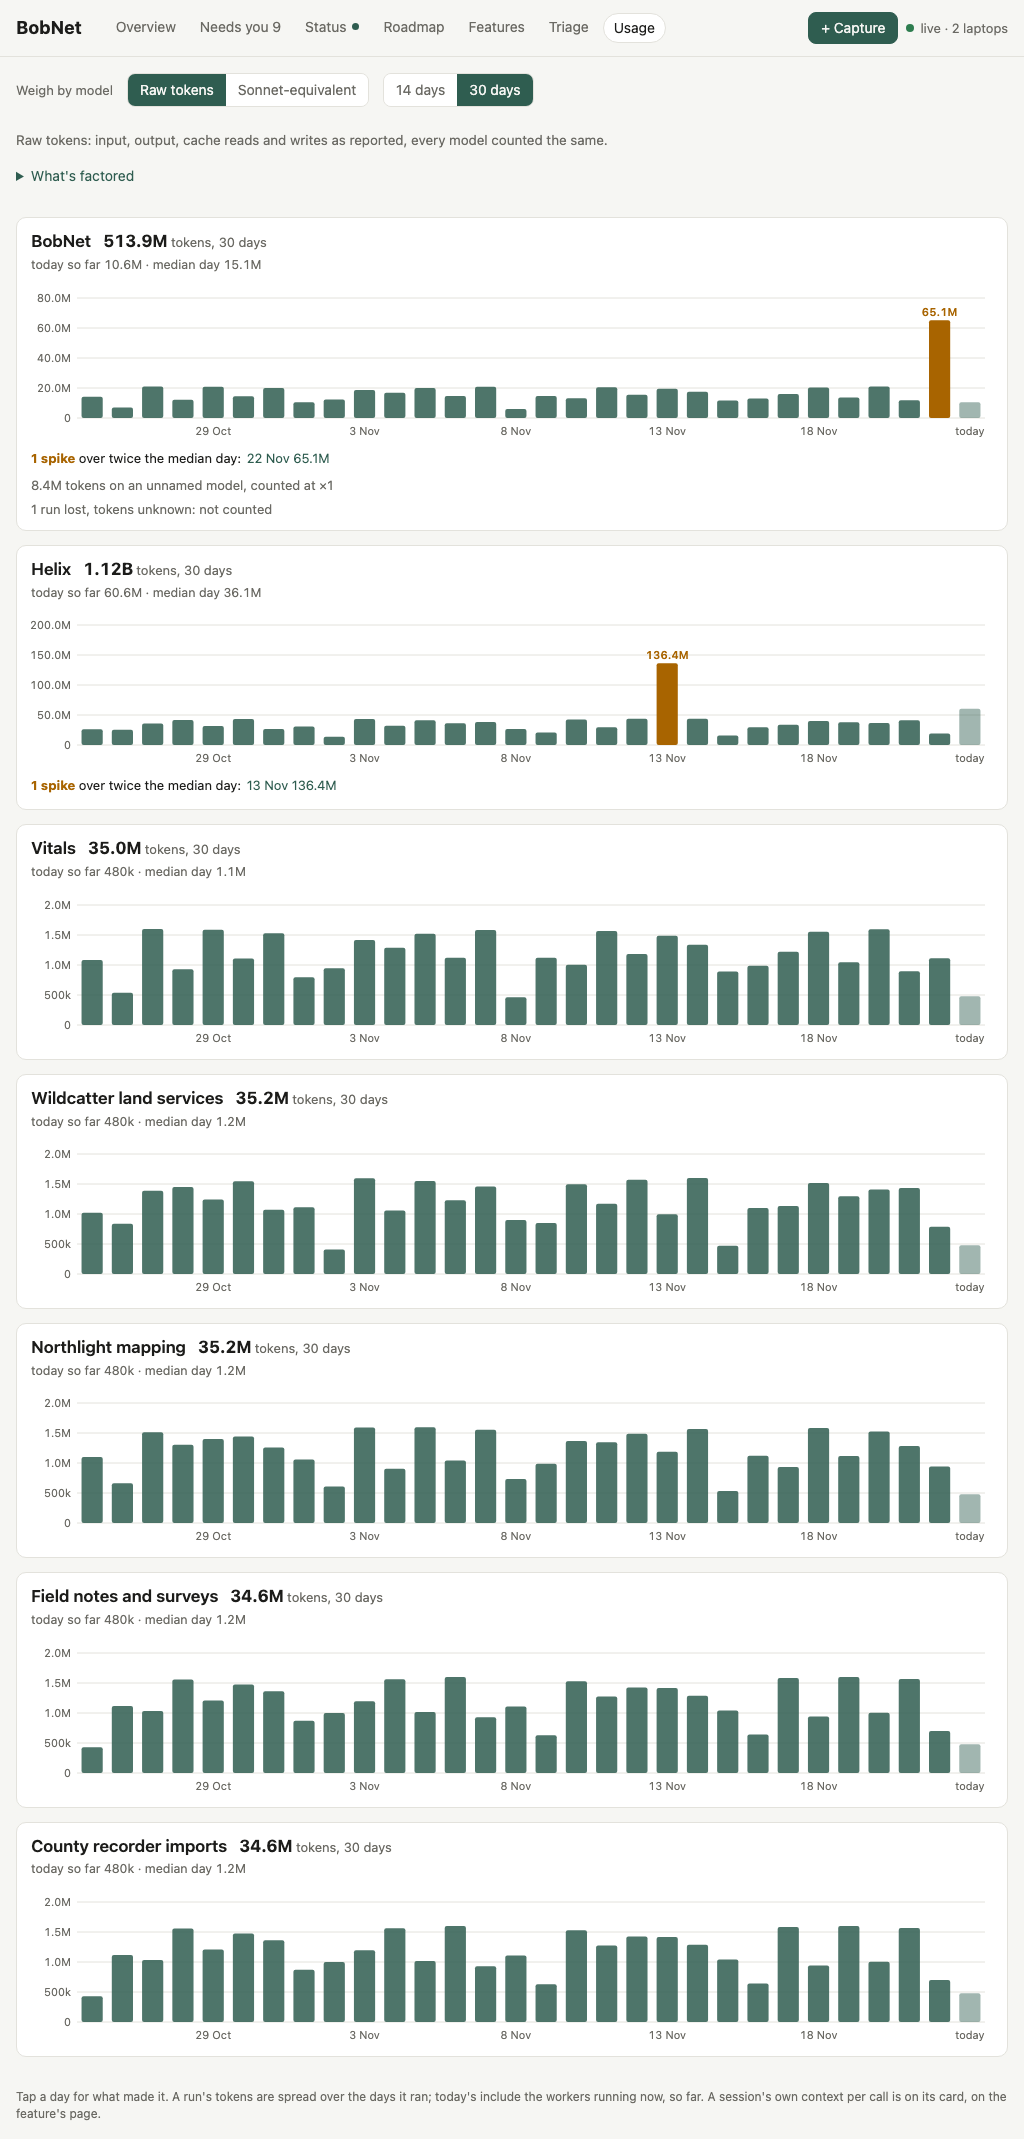 BobNet
Overview
Needs you 9
Status
Roadmap
Features
Triage
Usage
+ Capture
live · 2 laptops
Weigh by model
Raw tokens
Sonnet-equivalent
14 days
30 days
Raw tokens: input, output, cache reads and writes as reported, every model counted the same.
What's factored
BobNet 513.9M tokens, 30 days
today so far 10.6M · median day 15.1M
80.0M
60.0M
40.0M
20.0M
0
65.1M
29 Oct
3 Nov
8 Nov
13 Nov
18 Nov
today
1 spike over twice the median day: 22 Nov 65.1M
8.4M tokens on an unnamed model, counted at ×1
1 run lost, tokens unknown: not counted
Helix 1.12B tokens, 30 days
today so far 60.6M · median day 36.1M
200.0M
150.0M
100.0M
50.0M
0
136.4M
29 Oct
3 Nov
8 Nov
13 Nov
18 Nov
today
1 spike over twice the median day: 13 Nov 136.4M
Vitals 35.0M tokens, 30 days
today so far 480k · median day 1.1M
2.0M
1.5M
1.0M
500k
0
29 Oct
3 Nov
8 Nov
13 Nov
18 Nov
today
Wildcatter land services 35.2M tokens, 30 days
today so far 480k · median day 1.2M
2.0M
1.5M
1.0M
500k
0
29 Oct
3 Nov
8 Nov
13 Nov
18 Nov
today
Northlight mapping 35.2M tokens, 30 days
today so far 480k · median day 1.2M
2.0M
1.5M
1.0M
500k
0
29 Oct
3 Nov
8 Nov
13 Nov
18 Nov
today
Field notes and surveys 34.6M tokens, 30 days
today so far 480k · median day 1.2M
2.0M
1.5M
1.0M
500k
0
29 Oct
3 Nov
8 Nov
13 Nov
18 Nov
today
County recorder imports 34.6M tokens, 30 days
today so far 480k · median day 1.2M
2.0M
1.5M
1.0M
500k
0
29 Oct
3 Nov
8 Nov
13 Nov
18 Nov
today
Tap a day for what made it. A run's tokens are spread over the days it ran; today's include the workers running now, so far. A session's own context per call is on its card, on the
feature's page.